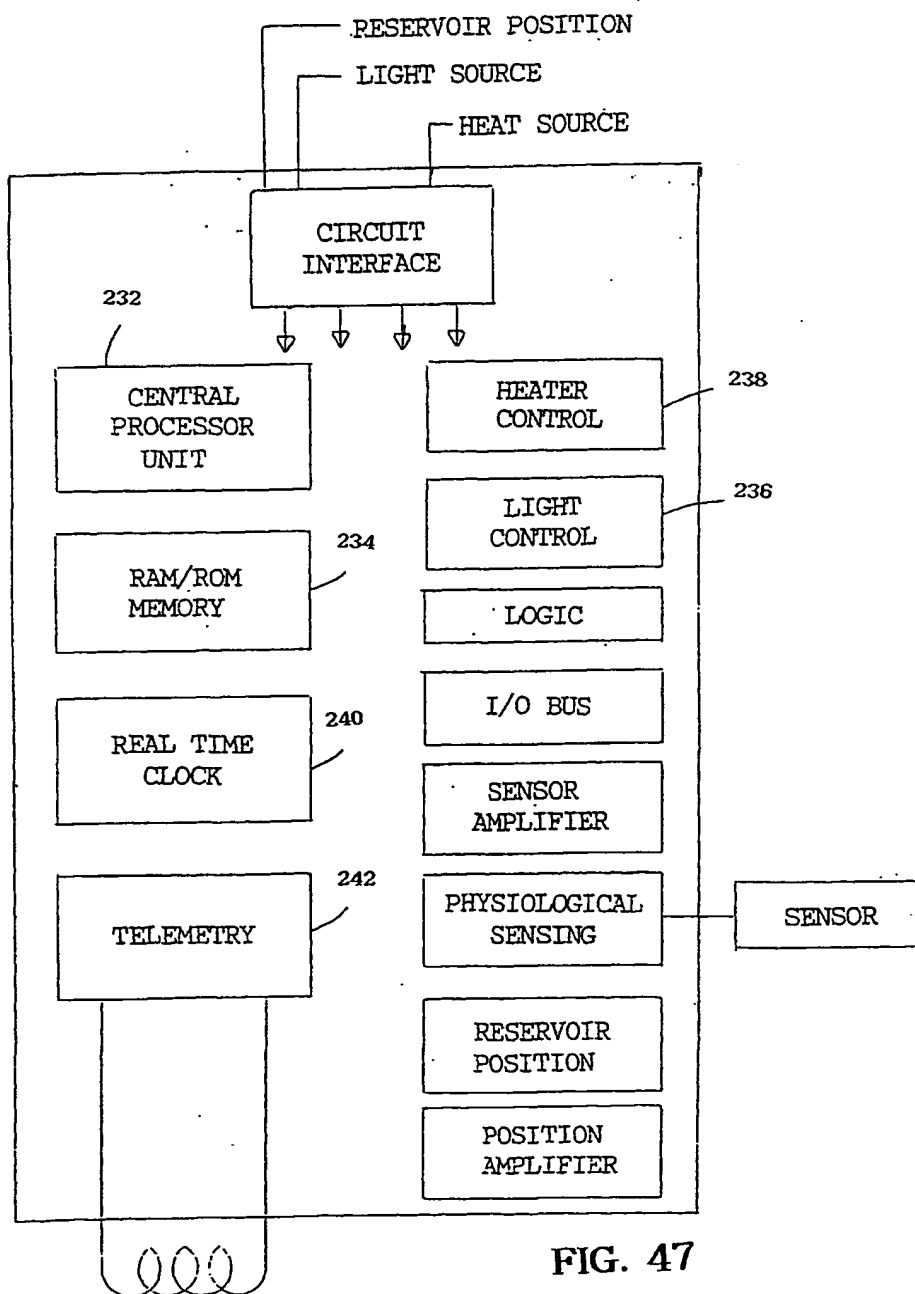 RESERVOIR POSITION
LIGHT SOURCE
HEAT SOURCE
CIRCUIT
INTERFACE
232
CENTRAL
PROCESSOR
UNIT
HEATER
CONTROL
238
LIGHT
CONTROL
236
RAM/ROM
MEMORY
234
LOGIC
I/O BUS
REAL TIME
CLOCK
240
SENSOR
AMPLIFIER
TELEMETRY
242
PHYSIOLOGICAL
SENSING
SENSOR
RESERVOIR
POSITION
POSITION
AMPLIFIER
FIG. 47